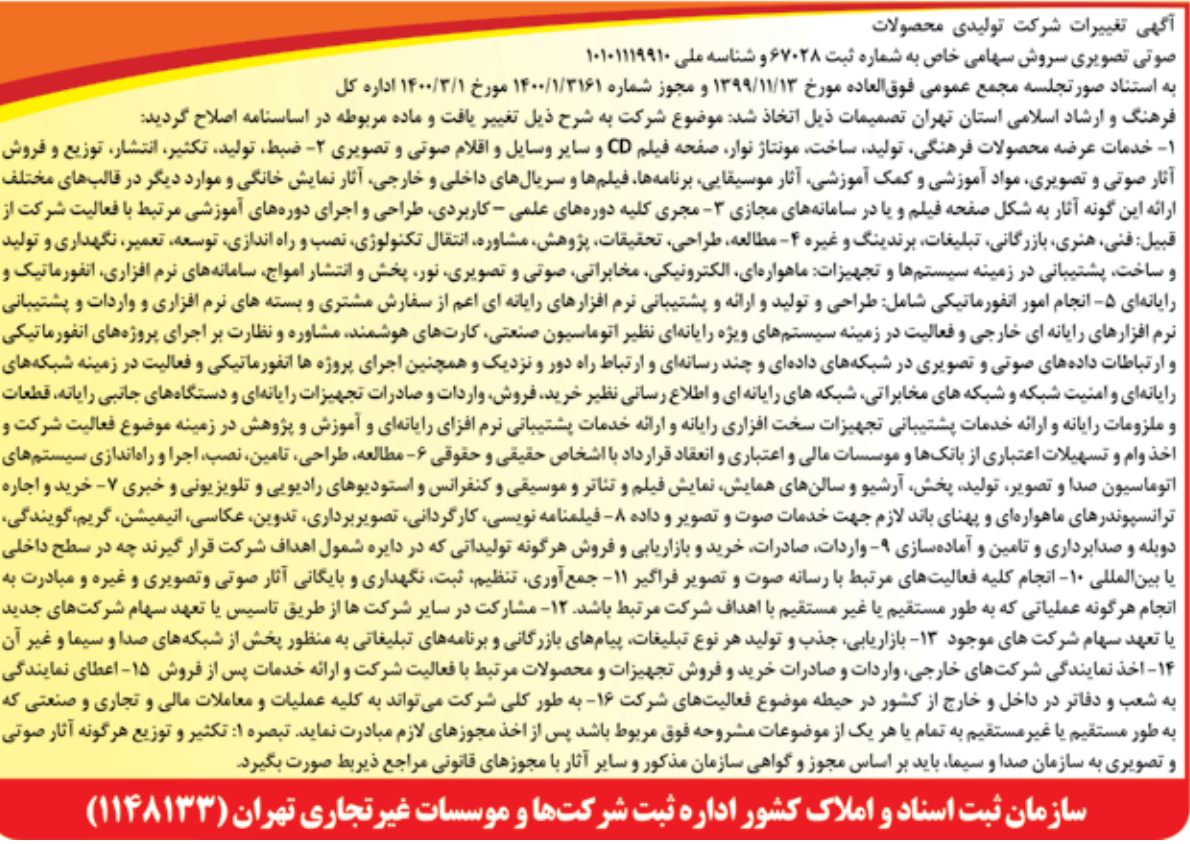 آگهی تغییرات شرکت تولیدی محصولات
صوتی تصویری سروش سهامی خاص به شماره ثبت ۶۷۰۲۸ و شناسه ملی ۱۰۱۰۱۱۱۹۹۱۰
به استناد صورتجلسه مجمع عمومی فوق‌العاده مورخ ۱۳۹۹/۱۱/۱۳ و مجوز شماره ۱۴۰۰/۱/۳۱۶۱ مورخ ۱۴۰۰/۳/۱ اداره کل
فرهنگ و ارشاد اسلامی استان تهران تصمیمات ذیل اتخاذ شد: موضوع شرکت به شرح ذیل تغییر یافت و ماده مربوطه در اساسنامه اصلاح گردید:
۱- خدمات عرضه محصولات فرهنگی، تولید، ساخت، مونتاژ نوار، صفحه فیلم CD و سایر وسایل و اقلام صوتی و تصویری ۲- ضبط، تولید، تکثیر، انتشار، توزیع و فروش
آثار صوتی و تصویری، مواد آموزشی و کمک آموزشی، آثار موسیقایی، برنامه‌ها، فیلم‌ها و سریال‌های داخلی و خارجی، آثار نمایش خانگی و موارد دیگر در قالب‌های مختلف
ارائه این گونه آثار به شکل صفحه فیلم و یا در سامانه‌های مجازی ۳- مجری کلیه دوره‌های علمی – کاربردی، طراحی و اجرای دوره‌های آموزشی مرتبط با فعالیت شرکت از
قبیل: فنی، هنری، بازرگانی، تبلیغات، برندینگ و غیره ۴- مطالعه، طراحی، تحقیقات، پژوهش، مشاوره، انتقال تکنولوژی، نصب و راه اندازی، توسعه، تعمیر، نگهداری و تولید
و ساخت، پشتیبانی در زمینه سیستم‌ها و تجهیزات: ماهواره‌ای، الکترونیکی، مخابراتی، صوتی و تصویری، نور، پخش و انتشار امواج، سامانه‌های نرم افزاری، انفورماتیک و
رایانه‌ای ۵- انجام امور انفورماتیکی شامل: طراحی و تولید و ارائه و پشتیبانی نرم افزارهای رایانه ای اعم از سفارش مشتری و بسته های نرم افزاری و واردات و پشتیبانی
نرم افزارهای رایانه ای خارجی و فعالیت در زمینه سیستم‌های ویژه رایانه‌ای نظیر اتوماسیون صنعتی، کارت‌های هوشمند، مشاوره و نظارت بر اجرای پروژه‌های انفورماتیکی
و ارتباطات داده‌های صوتی و تصویری در شبکه‌های داده‌ای و چند رسانه‌ای و ارتباط راه دور و نزدیک و همچنین اجرای پروژه ها انفورماتیکی و فعالیت در زمینه شبکه‌های
رایانه‌ای و امنیت شبکه و شبکه های مخابراتی، شبکه های رایانه ای و اطلاع رسانی نظیر خرید، فروش، واردات و صادرات تجهیزات رایانه‌ای و دستگاه‌های جانبی رایانه، قطعات
و ملزومات رایانه و ارائه خدمات پشتیبانی تجهیزات سخت افزاری رایانه و ارائه خدمات پشتیبانی نرم افزای رایانه‌ای و آموزش و پژوهش در زمینه موضوع فعالیت شرکت و
اخذ وام و تسهیلات اعتباری از بانک‌ها و موسسات مالی و اعتباری و انعقاد قرارداد با اشخاص حقیقی و حقوقی ۶- مطالعه، طراحی، تامین، نصب، اجرا و راه‌اندازی سیستم‌های
اتوماسیون صدا و تصویر، تولید، پخش، آرشیو و سالن‌های همایش، نمایش فیلم و تئاتر و موسیقی و کنفرانس و استودیوهای رادیویی و تلویزیونی و خبری ۷- خرید و اجاره
ترانسپوندرهای ماهواره‌ای و پهنای باند لازم جهت خدمات صوت و تصویر و داده ۸- فیلمنامه نویسی، کارگردانی، تصویربرداری، تدوین، عکاسی، انیمیشن، گریم،گویندگی،
دوبله و صدابرداری و تامین و آماده‌سازی ۹- واردات، صادرات، خرید و بازاریابی و فروش هرگونه تولیداتی که در دایره شمول اهداف شرکت قرار گیرند چه در سطح داخلی
یا بین‌المللی ۱۰- انجام کلیه فعالیت‌های مرتبط با رسانه صوت و تصویر فراگیر ۱۱- جمع‌آوری، تنظیم، ثبت، نگهداری و بایگانی آثار صوتی وتصویری و غیره و مبادرت به
انجام هرگونه عملیاتی که به طور مستقیم یا غیر مستقیم با اهداف شرکت مرتبط باشد. ۱۲- مشارکت در سایر شرکت ها از طریق تاسیس یا تعهد سهام شرکت‌های جدید
یا تعهد سهام شرکت های موجود ۱۳- بازاریابی، جذب و تولید هر نوع تبلیغات، پیام‌های بازرگانی و برنامه‌های تبلیغاتی به منظور پخش از شبکه‌های صدا و سیما و غیر آن
۱۴- اخذ نمایندگی شرکت‌های خارجی، واردات و صادرات خرید و فروش تجهیزات و محصولات مرتبط با فعالیت شرکت و ارائه خدمات پس از فروش ۱۵- اعطای نمایندگی
به شعب و دفاتر در داخل و خارج از کشور در حیطه موضوع فعالیت‌های شرکت ۱۶- به طور کلی شرکت می‌تواند به کلیه عملیات و معاملات مالی و تجاری و صنعتی که
به طور مستقیم یا غیرمستقیم به تمام یا هر یک از موضوعات مشروحه فوق مربوط باشد پس از اخذ مجوزهای لازم مبادرت نماید. تبصره ۱: تکثیر و توزیع هرگونه آثار صوتی
و تصویری به سازمان صدا و سیما، باید بر اساس مجوز و گواهی سازمان مذکور و سایر آثار با مجوزهای قانونی مراجع ذیربط صورت بگیرد.
سازمان ثبت اسناد و املاک کشور اداره ثبت شرکت‌ها و موسسات غیرتجاری تهران (۱۱۴۸۱۳۳)